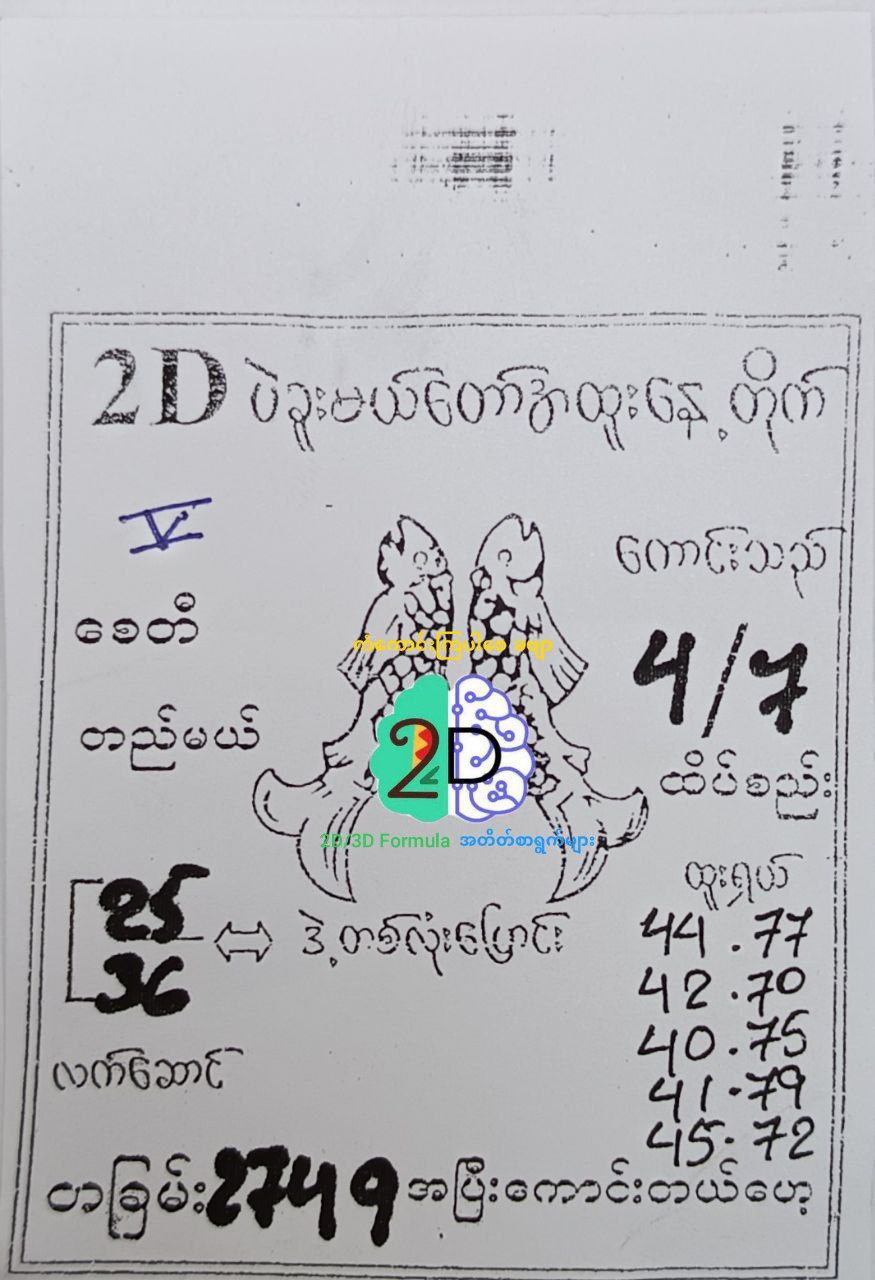 2D ပဲခူးမယ်တော်အထူးနေ့တိုက်
V
ကောင်းသည်
စေတီ
ကံကောင်းကြပါစေ ခဗျာ
4/7
တည်မယ်
2D
ထိပ်စည်း
2D/3D Formula အတိတ်စာရွက်များ
ထူးရှယ်
25
36
ဒဲ့တစ်လုံးပြောင်း
44.77
42.70
40.75
41.79
45.72
လက်ဆောင်
တခြမ်း 2749 အပြီးကောင်းတယ်ဟေ့